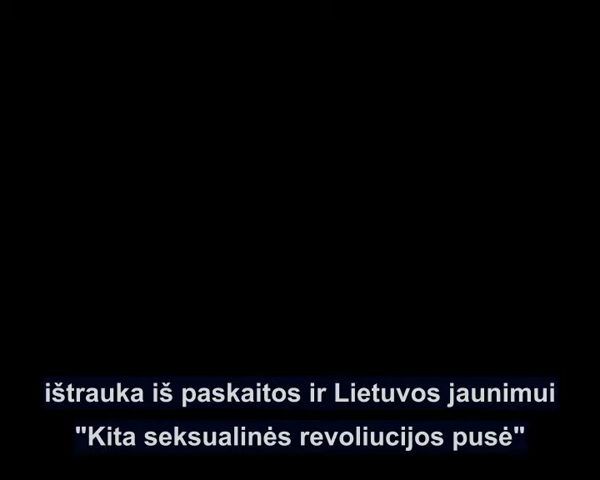 ištrauka iš paskaitos ir Lietuvos jaunimui
"Kita seksualinės revoliucijos pusė"